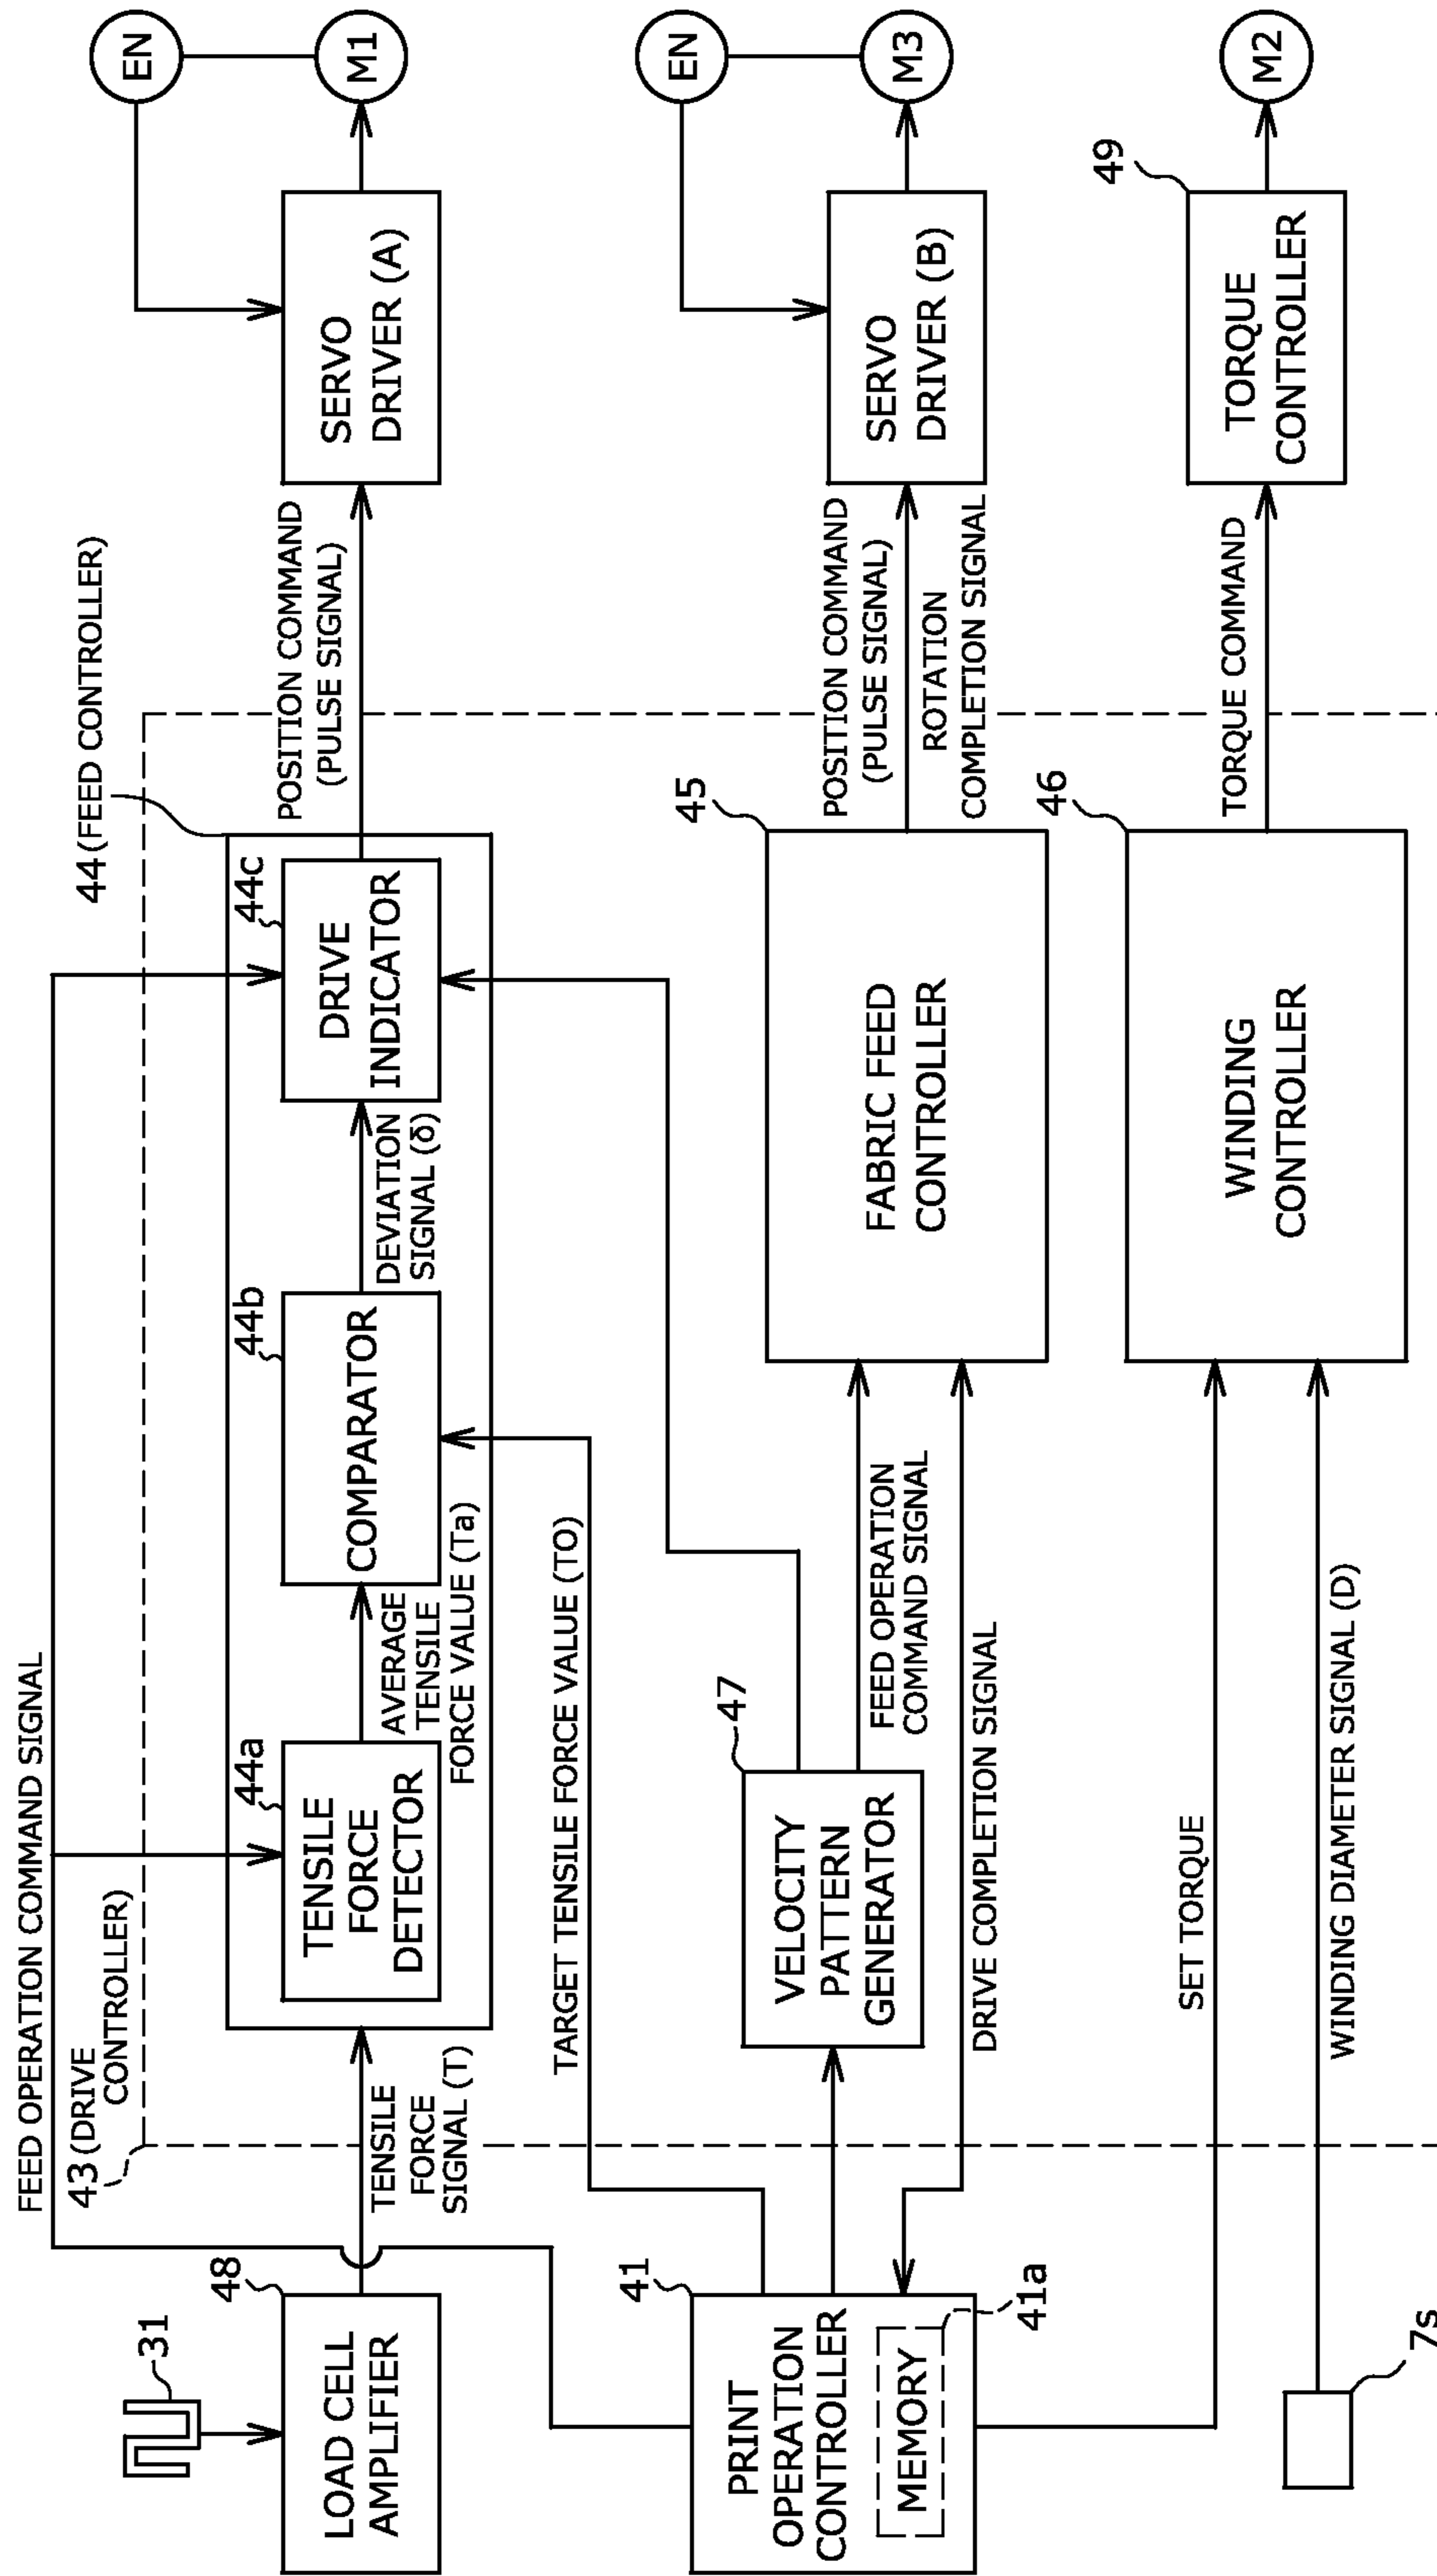 FEED OPERATION COMMAND SIGNAL
43 (DRIVE
CONTROLLER)
44 (FEED CONTROLLER)
31
48
LOAD CELL
AMPLIFIER
TENSILE
FORCE
SIGNAL (T)
44a
TENSILE
FORCE
DETECTOR
AVERAGE
TENSILE
FORCE VALUE (Ta)
44b
COMPARATOR
DEVIATION
SIGNAL (δ)
44c
DRIVE
INDICATOR
POSITION COMMAND
(PULSE SIGNAL)
SERVO
DRIVER (A)
EN
M1
TARGET TENSILE FORCE VALUE (TO)
41
PRINT
OPERATION
CONTROLLER
MEMORY
41a
47
VELOCITY
PATTERN
GENERATOR
FEED OPERATION
COMMAND SIGNAL
DRIVE COMPLETION SIGNAL
45
FABRIC FEED
CONTROLLER
POSITION COMMAND
(PULSE SIGNAL)
ROTATION
COMPLETION SIGNAL
SERVO
DRIVER (B)
EN
M3
SET TORQUE
WINDING DIAMETER SIGNAL (D)
7s
46
WINDING
CONTROLLER
TORQUE COMMAND
49
TORQUE
CONTROLLER
M2